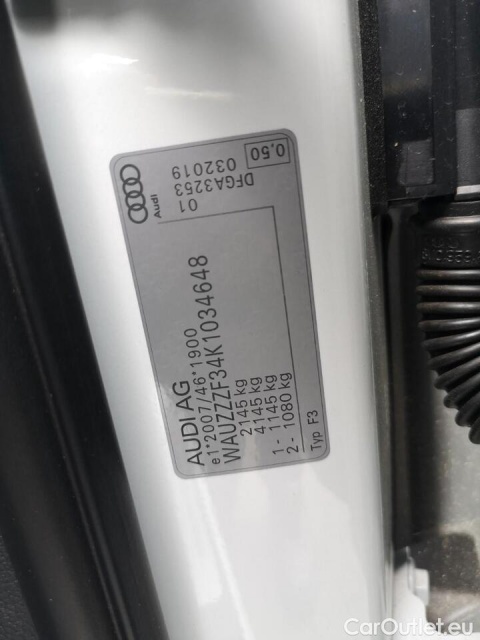 AUDI AG
e1*2007/46*1900
WAUZZZF34K1034648
2145 kg
4145 kg
1 - 1145 kg
2 - 1080 kg
Typ F3
Audi
01
DFGA3253
032019
0.50
CarOutlet.eu